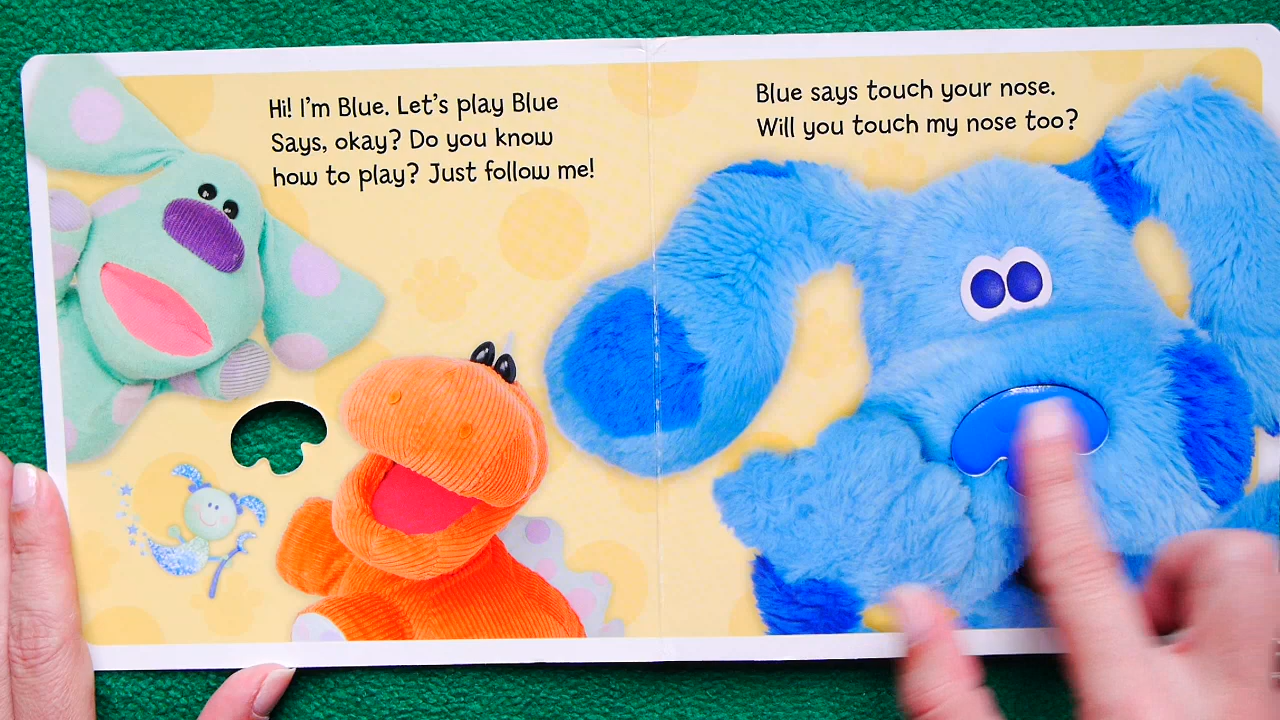 Hi! I'm Blue. Let's play Blue
Says, okay? Do you know
how to play? Just follow me!
Blue says touch your nose.
Will you touch my nose too?